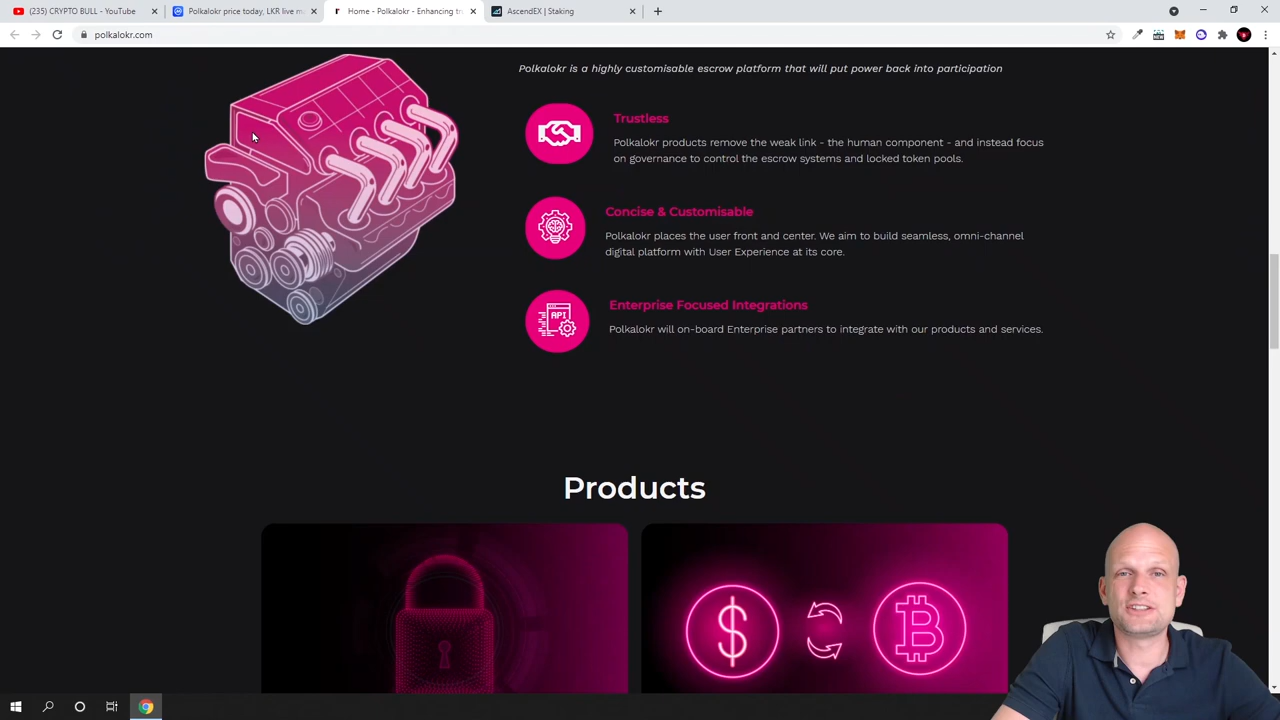 (235) CRYPTO BULL - YouTube
Polkalokr price today, LKR live ma
Home - Polkalokr - Enhancing tr
AscendEX | Staking
polkalokr.com
Polkalokr is a highly customisable escrow platform that will put power back into participation
Trustless
Polkalokr products remove the weak link - the human component - and instead focus
on governance to control the escrow systems and locked token pools.
Concise & Customisable
Polkalokr places the user front and center. We aim to build seamless, omni-channel
digital platform with User Experience at its core.
API
Enterprise Focused Integrations
Polkalokr will on-board Enterprise partners to integrate with our products and services.
Products